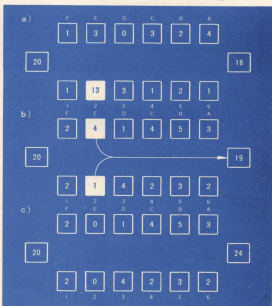 a) F E D C B A
1 3 0 3 2 4
20 18
1 13 3 1 2 1
1 2 3 4 5 6
b) F E D C B A
2 4 1 4 5 3
20 19
2 1 4 2 3 2
1 2 3 4 5 6
c) F E D C B A
2 0 1 4 5 3
20 24
2 0 4 2 3 2
1 2 3 4 5 6